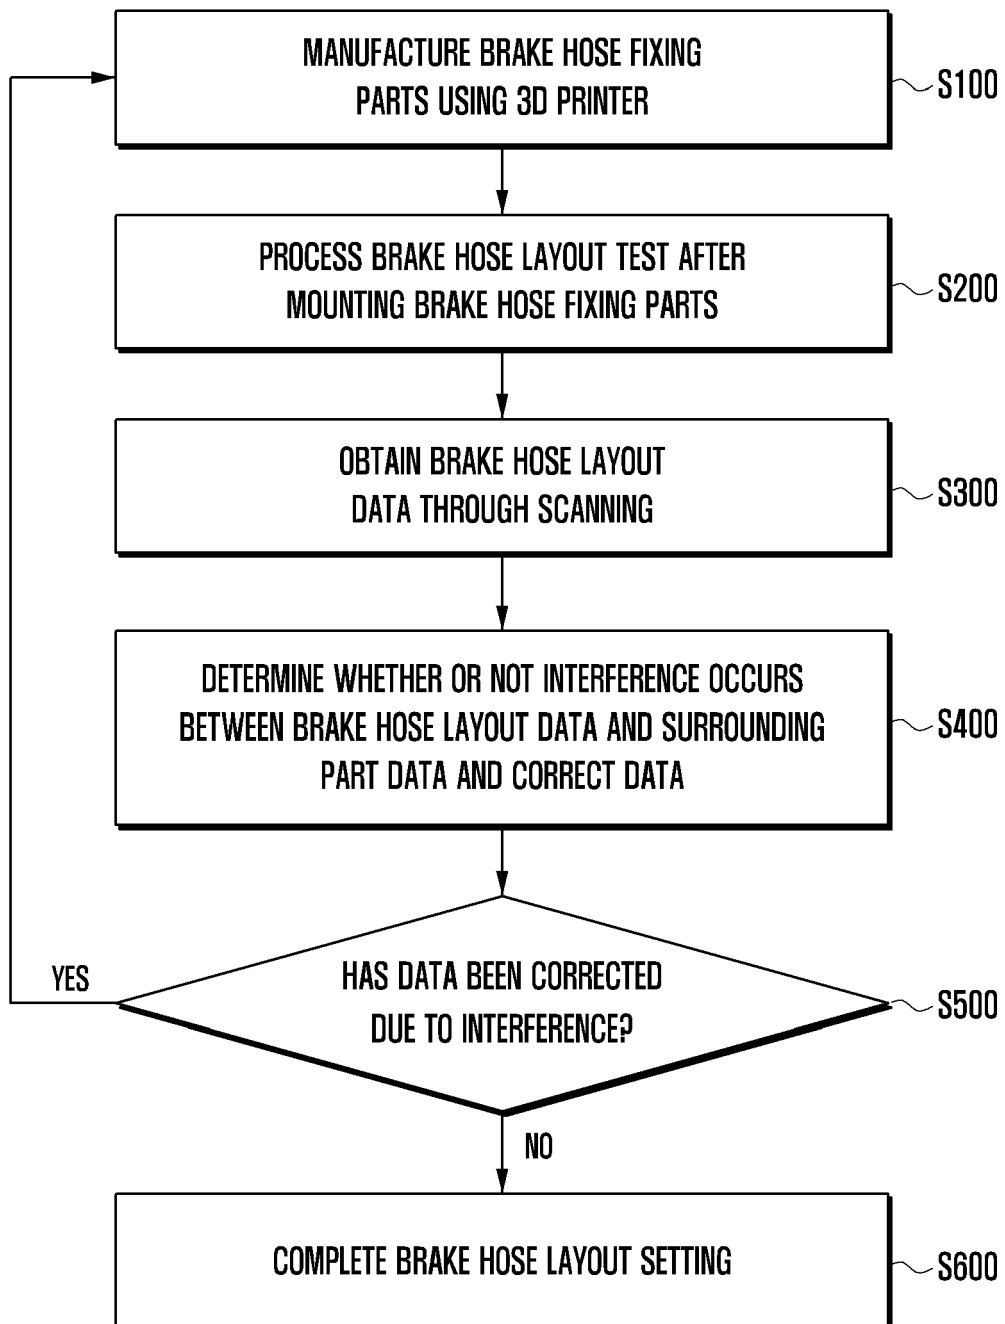 MANUFACTURE BRAKE HOSE FIXING
PARTS USING 3D PRINTER
S100
PROCESS BRAKE HOSE LAYOUT TEST AFTER
MOUNTING BRAKE HOSE FIXING PARTS
S200
OBTAIN BRAKE HOSE LAYOUT
DATA THROUGH SCANNING
S300
DETERMINE WHETHER OR NOT INTERFERENCE OCCURS
BETWEEN BRAKE HOSE LAYOUT DATA AND SURROUNDING
PART DATA AND CORRECT DATA
S400
YES
HAS DATA BEEN CORRECTED
DUE TO INTERFERENCE?
S500
NO
COMPLETE BRAKE HOSE LAYOUT SETTING
S600